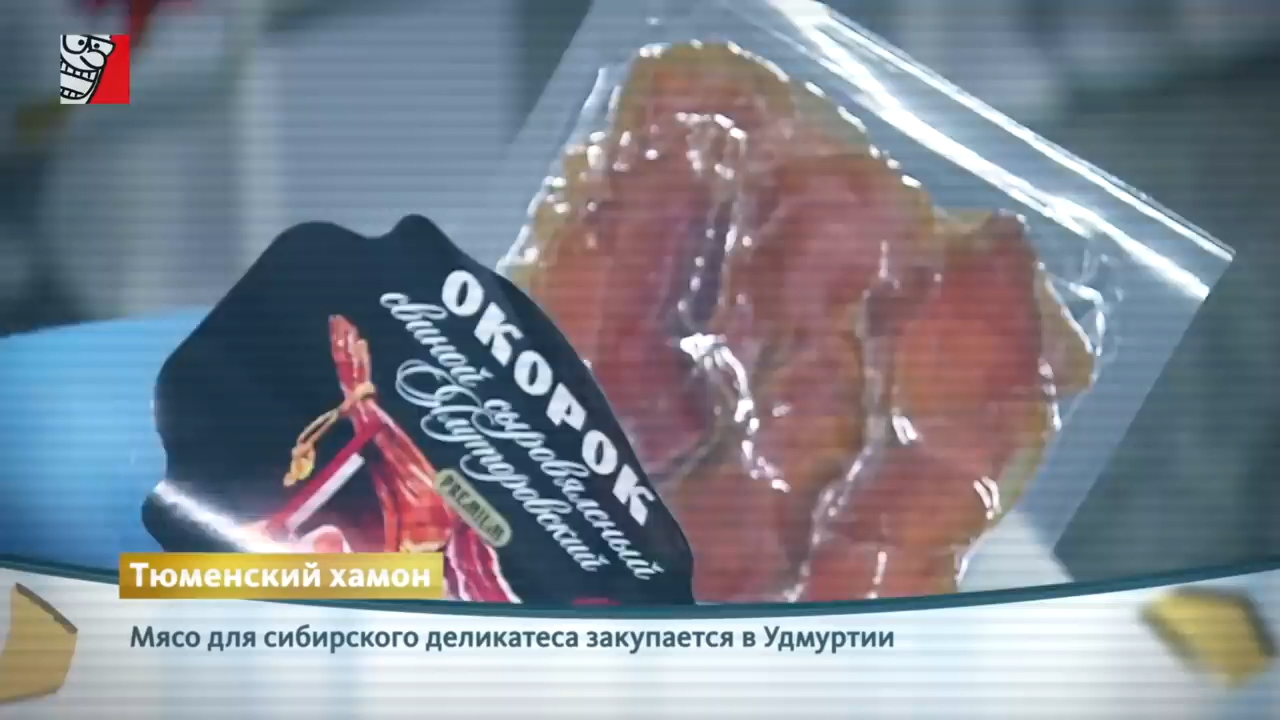 ОКОРОК
свиной сыровяленый
Ялуторовский
PREMIUM
Тюменский хамон
Мясо для сибирского деликатеса закупается в Удмуртии